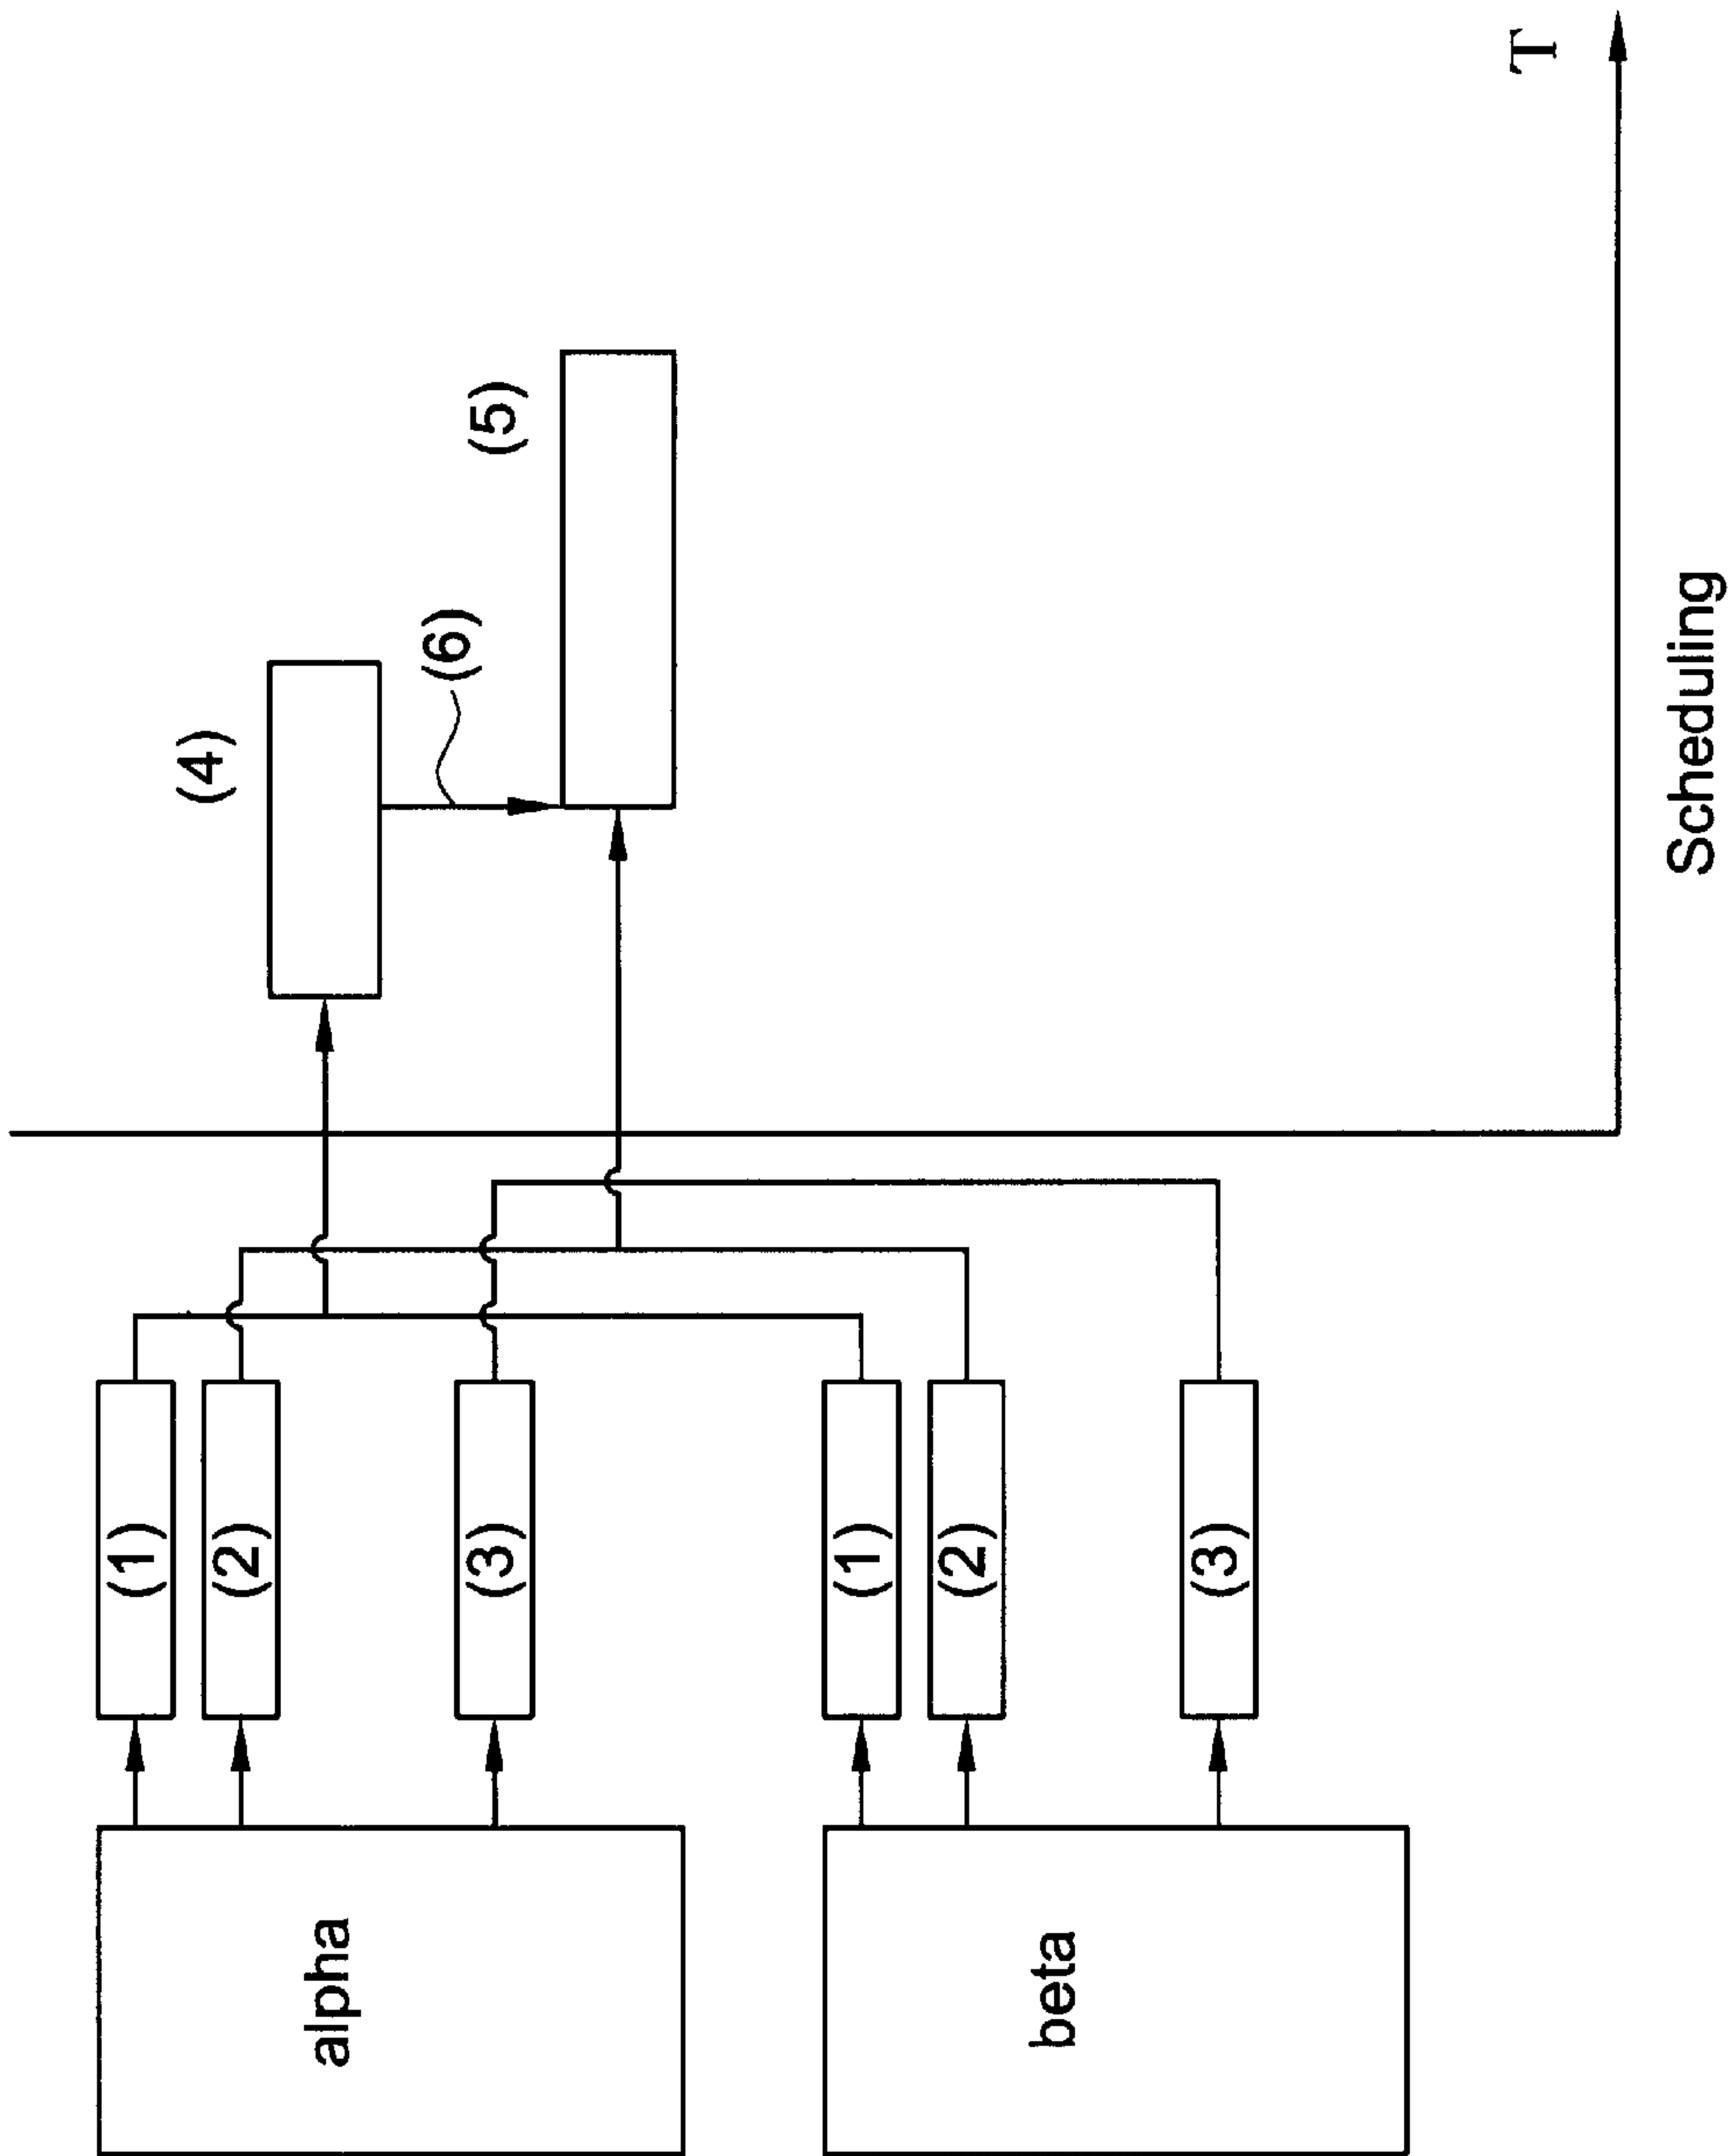 alpha
(1)
(2)
(3)
beta
(1)
(2)
(3)
(4)
(6)
(5)
T
Scheduling